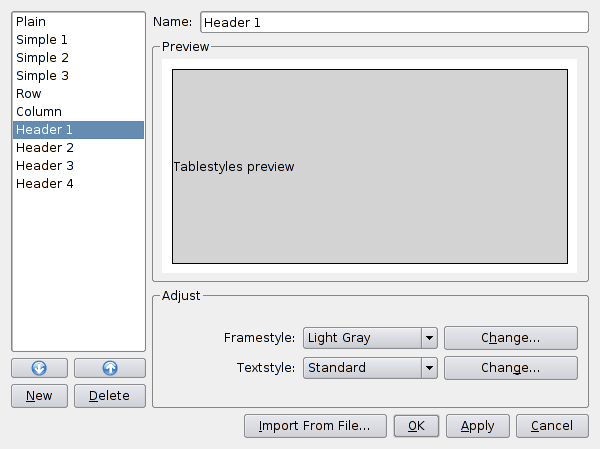 Plain
Simple 1
Simple 2
Simple 3
Row
Column
Header 1
Header 2
Header 3
Header 4
New
Delete
Name: Header 1
Preview
Tablestyles preview
Adjust
Framestyle: Light Gray Change...
Textstyle: Standard Change...
Import From File... OK Apply Cancel